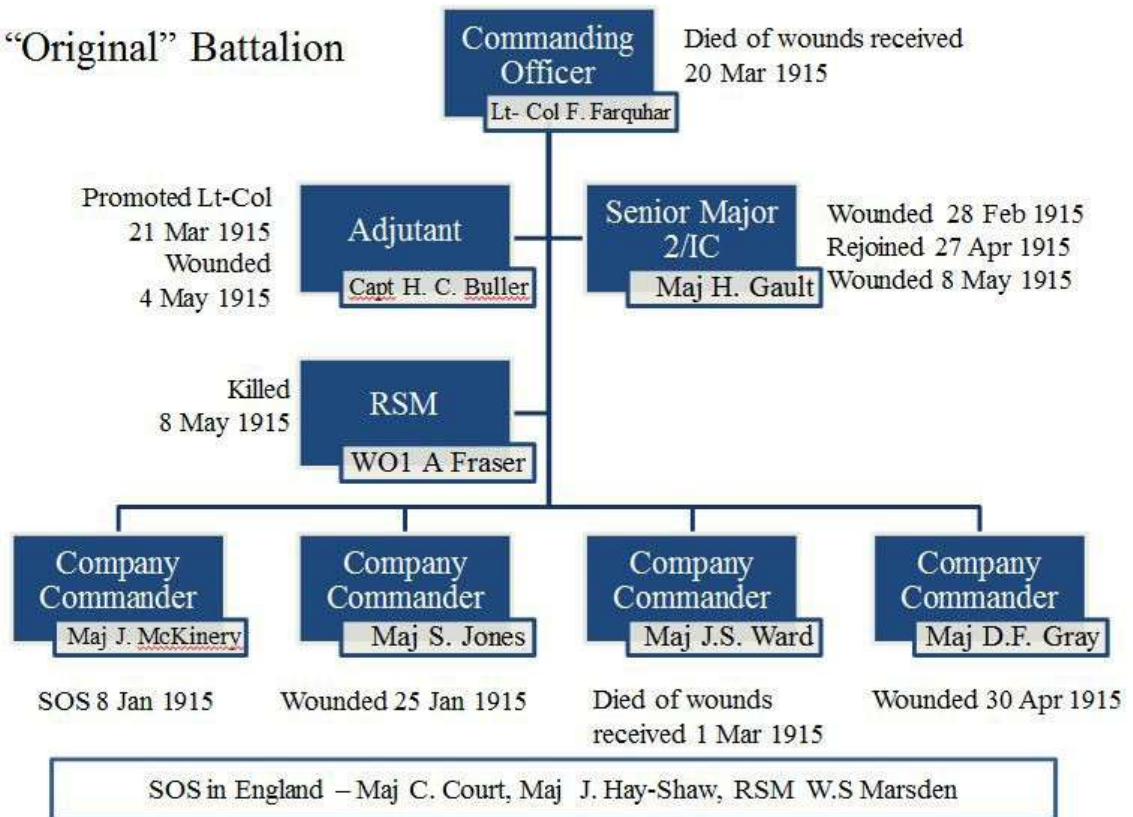 “Original” Battalion
Commanding
Officer
Lt- Col F. Farquhar
Died of wounds received
20 Mar 1915
Promoted Lt-Col
21 Mar 1915
Wounded
4 May 1915
Adjutant
Capt H. C. Buller
Senior Major
2/IC
Maj H. Gault
Wounded 28 Feb 1915
Rejoined 27 Apr 1915
Wounded 8 May 1915
Killed
8 May 1915
RSM
WO1 A Fraser
Company
Commander
Maj J. McKinery
SOS 8 Jan 1915
Company
Commander
Maj S. Jones
Wounded 25 Jan 1915
Company
Commander
Maj J.S. Ward
Died of wounds
received 1 Mar 1915
Company
Commander
Maj D.F. Gray
Wounded 30 Apr 1915
SOS in England – Maj C. Court, Maj J. Hay-Shaw, RSM W.S Marsden